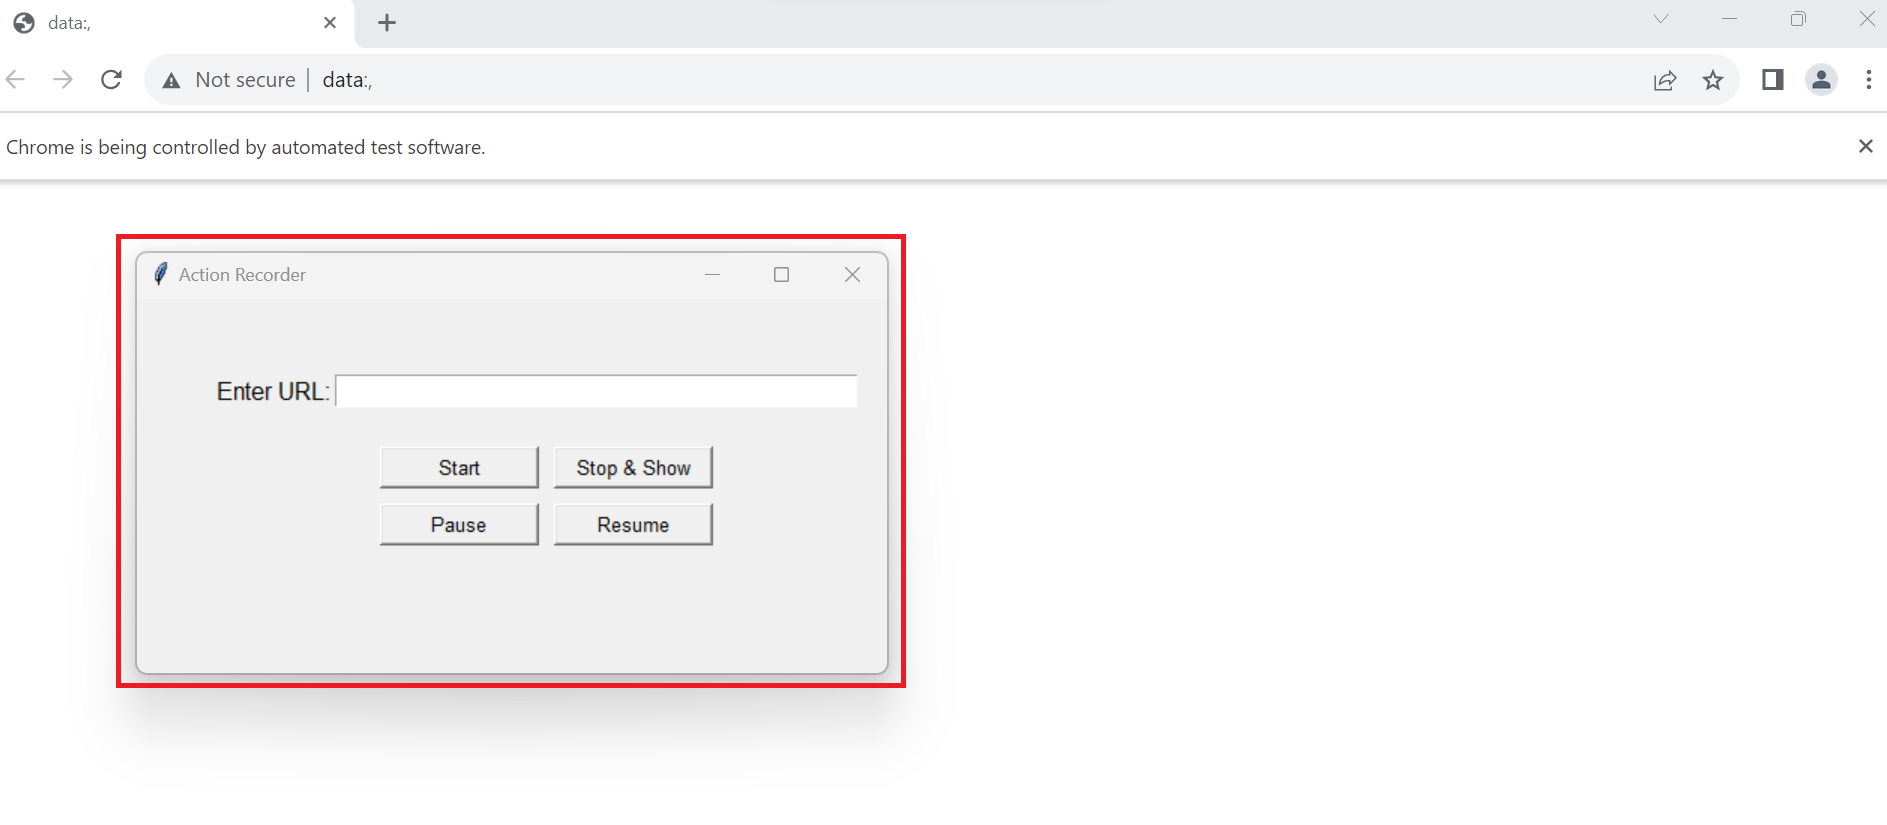 data:,
Not secure | data:,
Chrome is being controlled by automated test software.
Action Recorder
Enter URL:
Start Stop & Show
Pause Resume